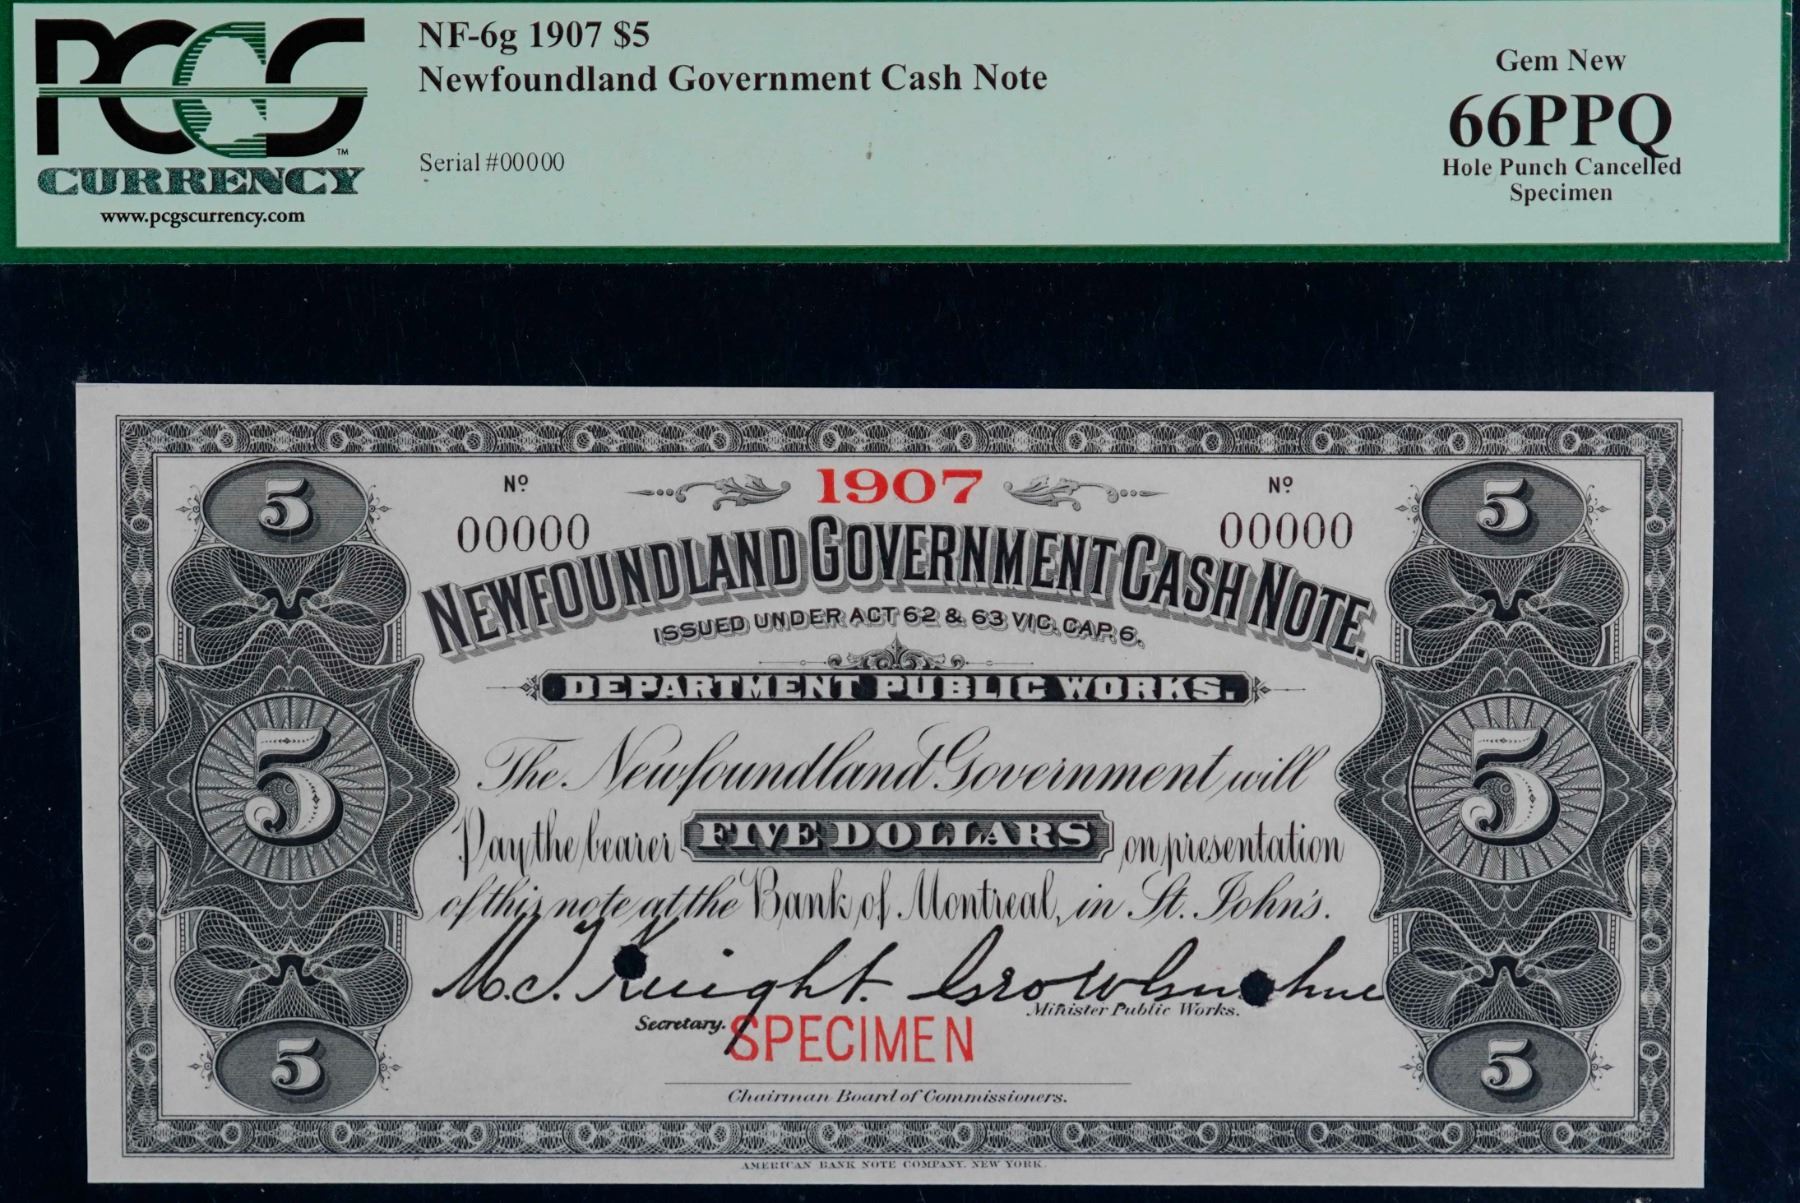 PCGS™
CURRENCY
www.pcgscurrency.com
NF-6g 1907 $5
Newfoundland Government Cash Note
Serial #00000
Gem New
66PPQ
Hole Punch Cancelled
Specimen
5
5
Nº
1907
Nº
00000
00000
NEWFOUNDLAND GOVERNMENT CASH NOTE.
ISSUED UNDER ACT 62 & 63 VIC. CAP. 6.
DEPARTMENT PUBLIC WORKS.
5
5
The Newfoundland Government will
Pay the bearer FIVE DOLLARS on presentation
of this note at the Bank of Montreal, in St. John's.
Secretary.
Minister Public Works.
SPECIMEN
5
5
Chairman Board of Commissioners.
AMERICAN BANK NOTE COMPANY. NEW YORK.